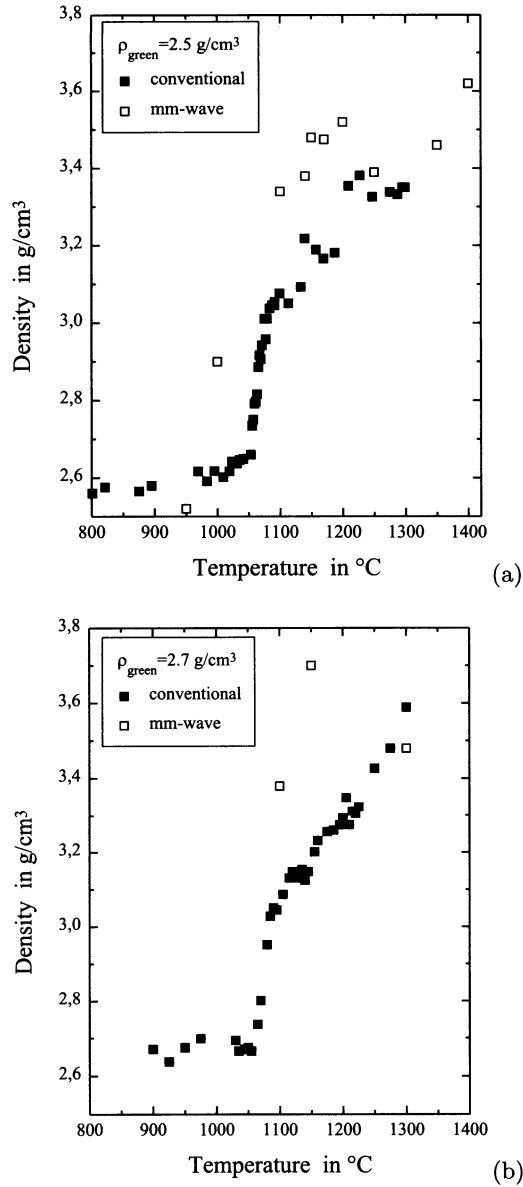 3,8
3,6
3,4
3,2
3,0
2,8
2,6
Density in g/cm³
ρgreen=2.5 g/cm³
conventional
mm-wave
800 900 1000 1100 1200 1300 1400
Temperature in °C
(a)
3,8
3,6
3,4
3,2
3,0
2,8
2,6
Density in g/cm³
ρgreen=2.7 g/cm³
conventional
mm-wave
800 900 1000 1100 1200 1300 1400
Temperature in °C
(b)